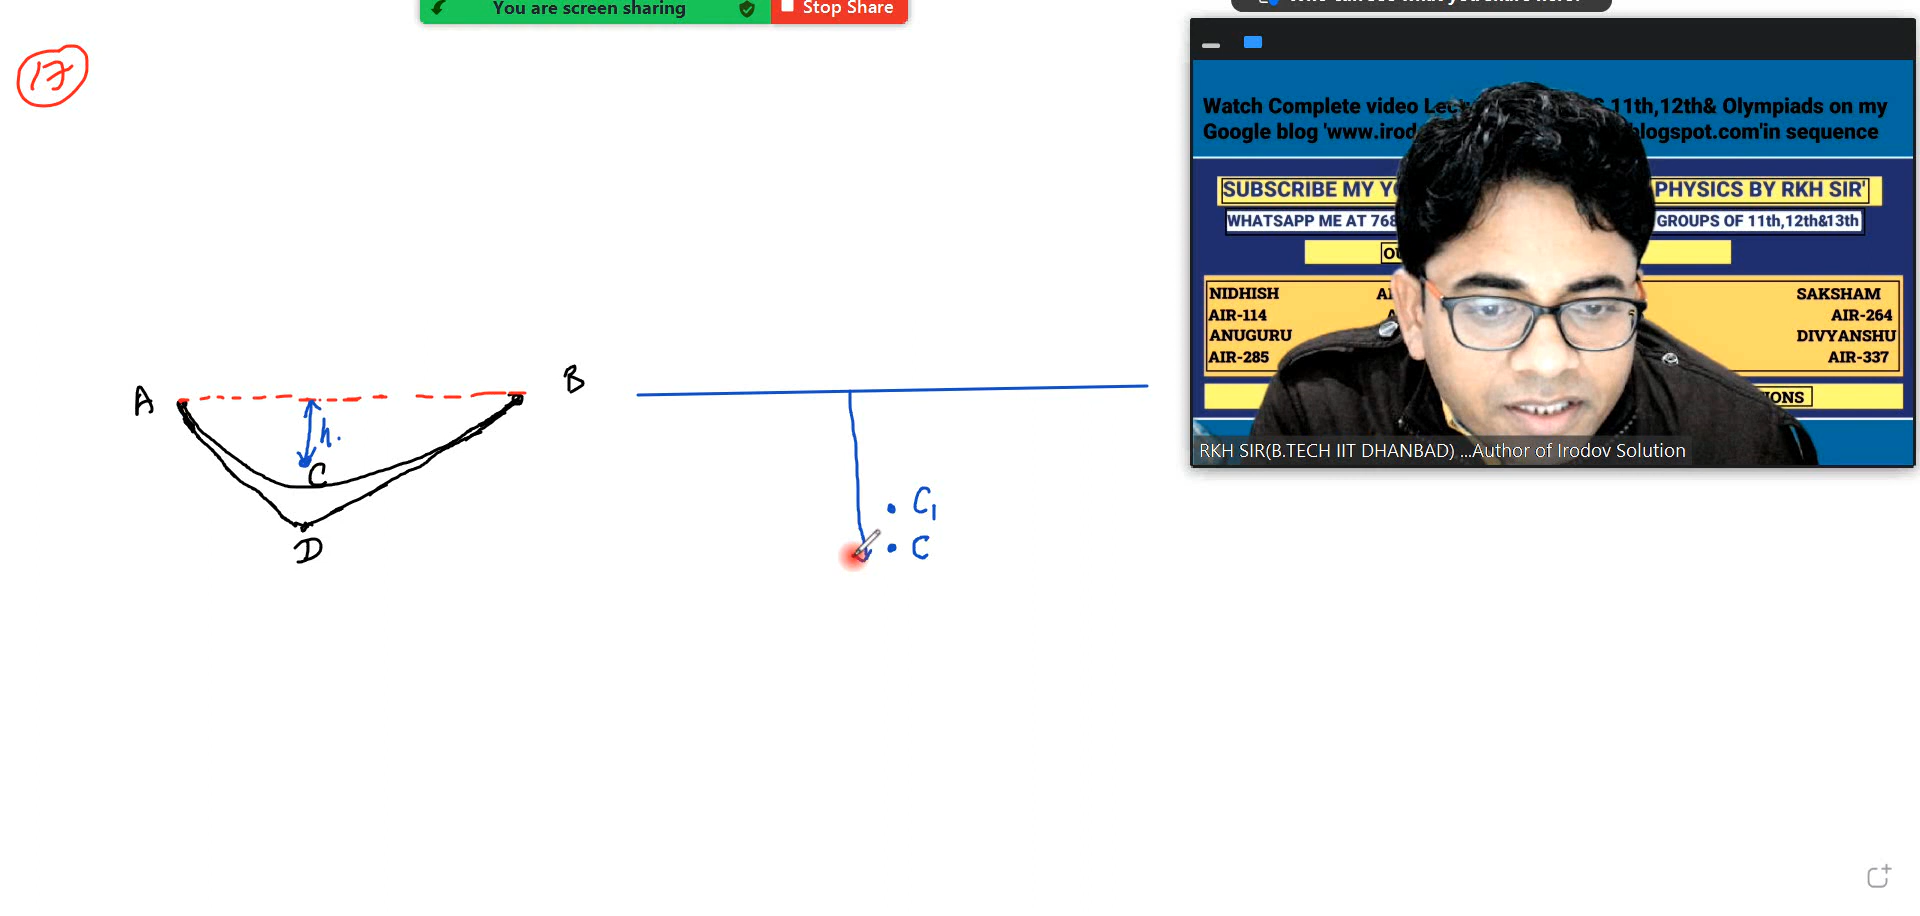 You are screen sharing
Stop Share
17
Watch Complete video 11th,12th& Olympiads on my
Google blog 'www.irod blogspot.com'in sequence
SUBSCRIBE MY PHYSICS BY RKH SIR'
WHATSAPP ME AT 768 GROUPS OF 11th,12th&13th
NIDHISH SAKSHAM
AIR-114 AIR-264
ANUGURU DIVYANSHU
AIR-285 AIR-337
RKH SIR(B.TECH IIT DHANBAD) ...Author of Irodov Solution
A B
h.
C
D
C1
C